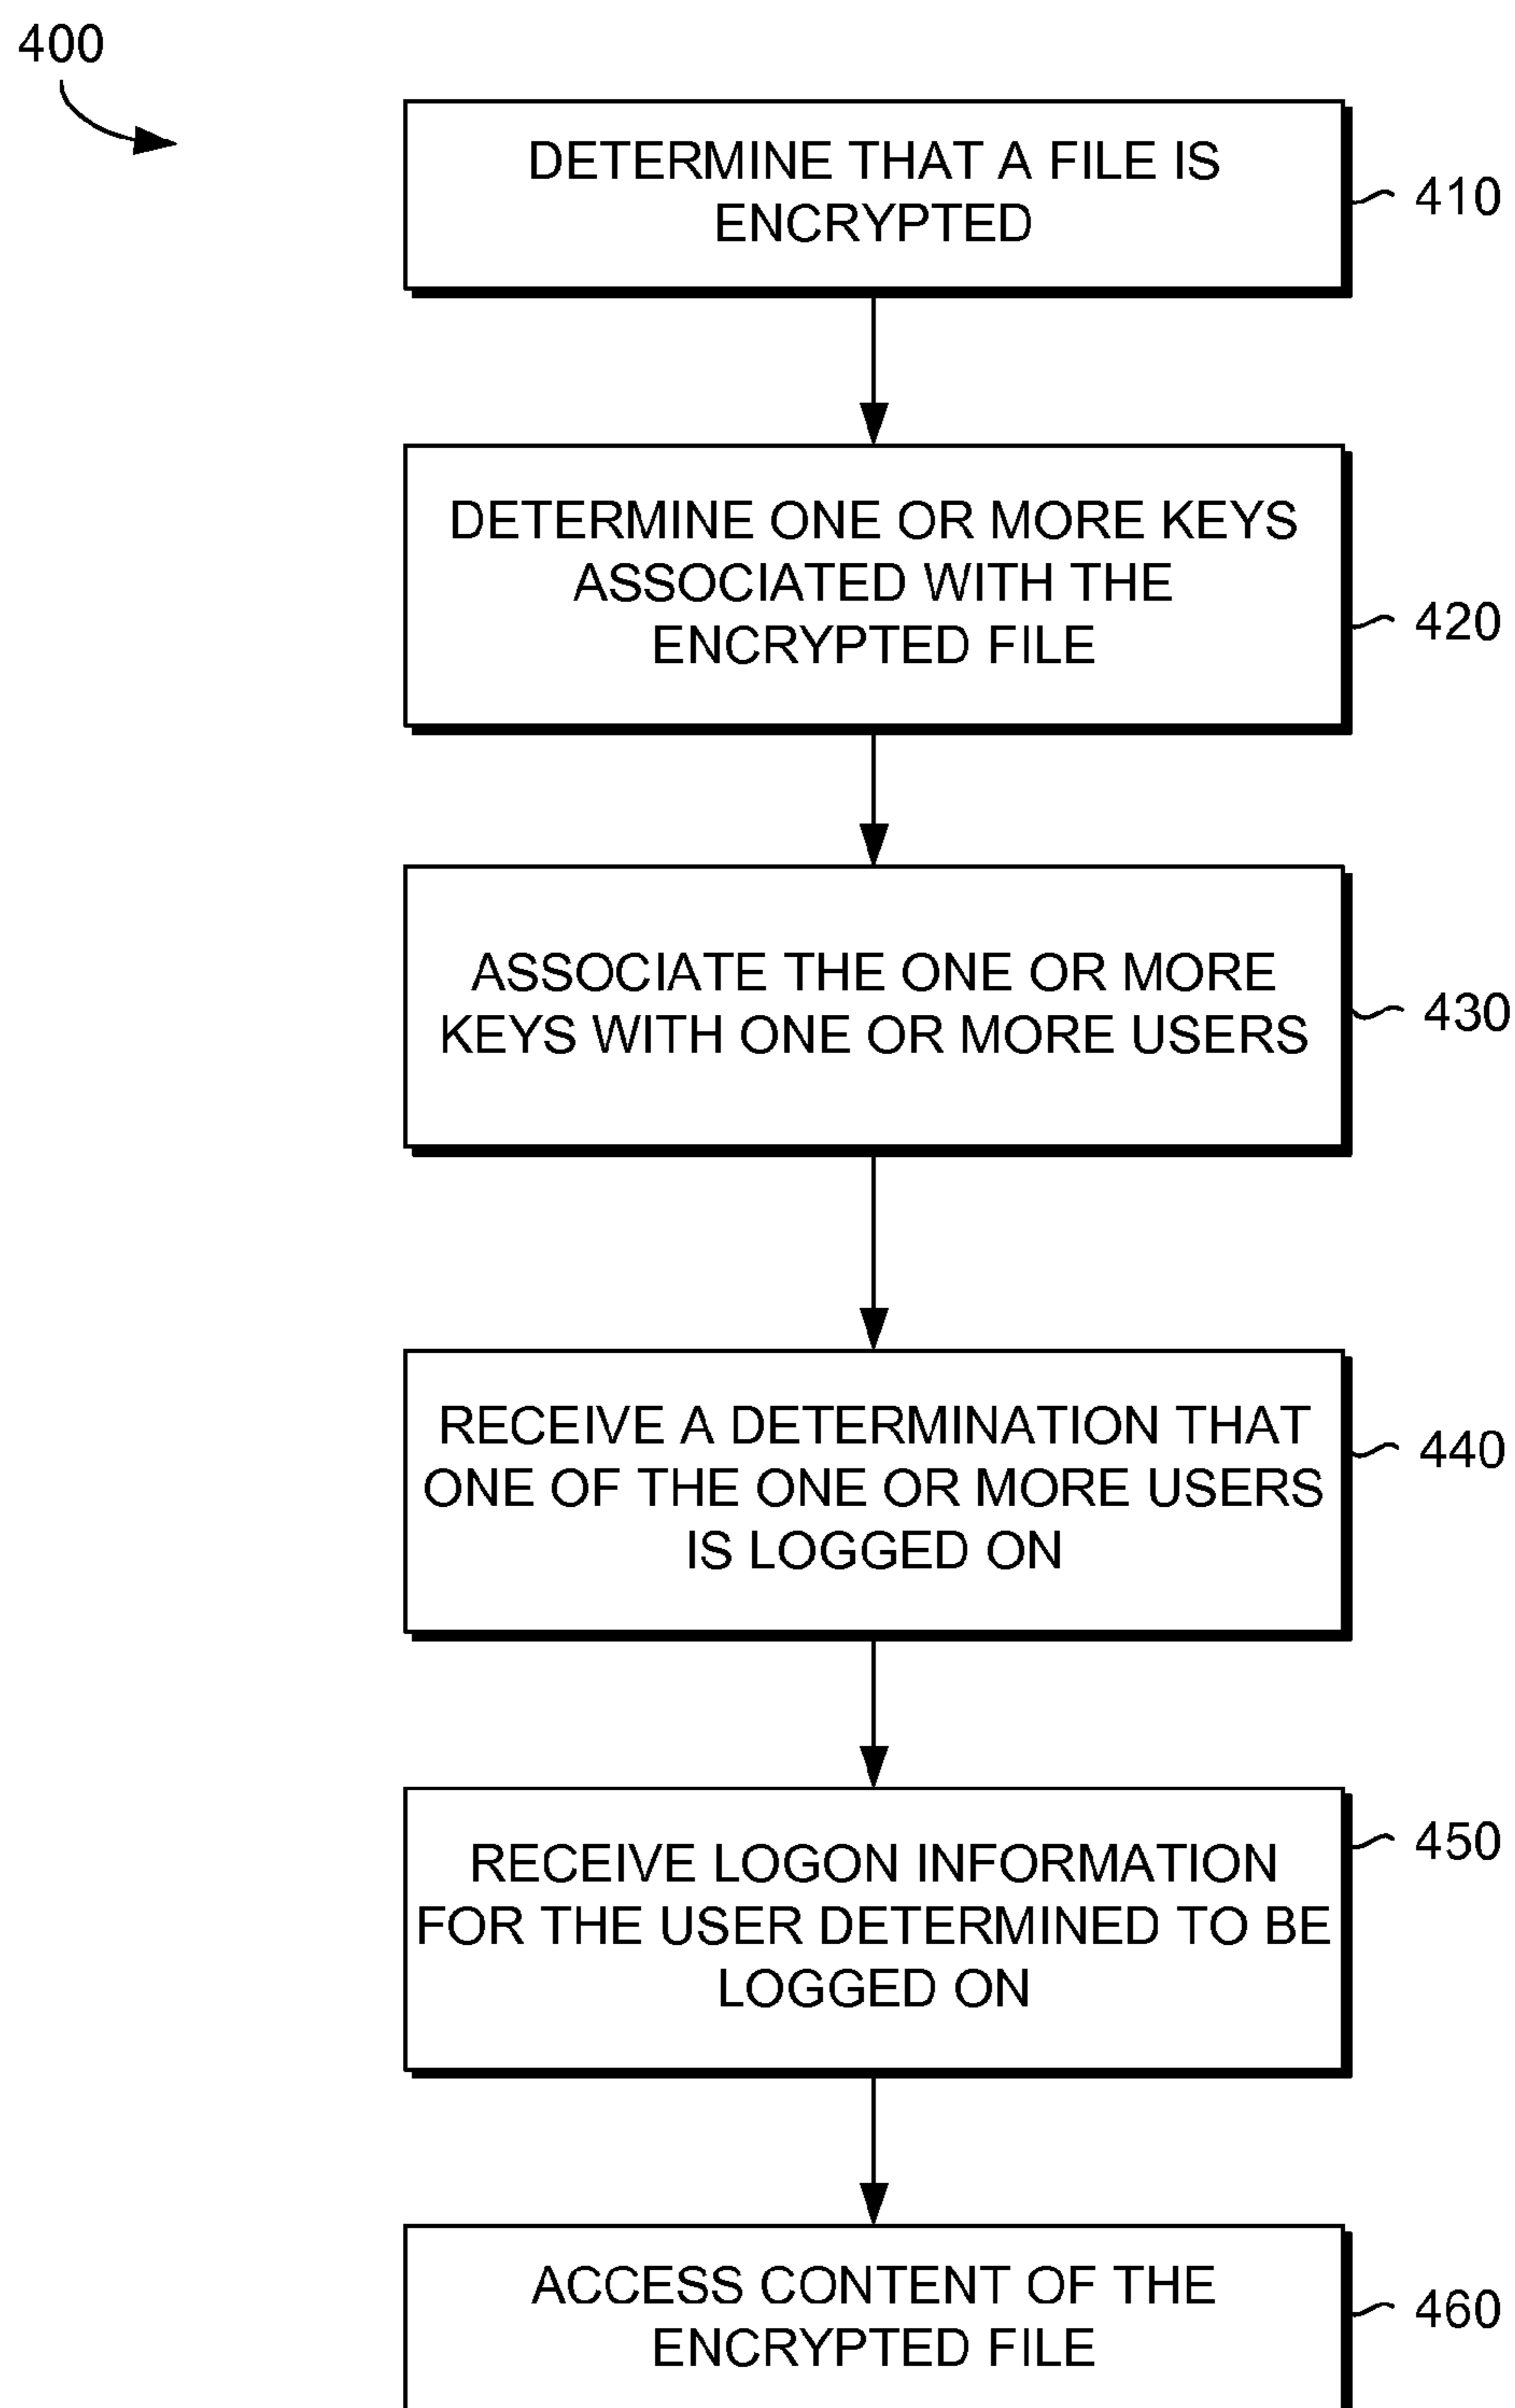 400
DETERMINE THAT A FILE IS
ENCRYPTED
410
DETERMINE ONE OR MORE KEYS
ASSOCIATED WITH THE
ENCRYPTED FILE
420
ASSOCIATE THE ONE OR MORE
KEYS WITH ONE OR MORE USERS
430
RECEIVE A DETERMINATION THAT
ONE OF THE ONE OR MORE USERS
IS LOGGED ON
440
RECEIVE LOGON INFORMATION
FOR THE USER DETERMINED TO BE
LOGGED ON
450
ACCESS CONTENT OF THE
ENCRYPTED FILE
460